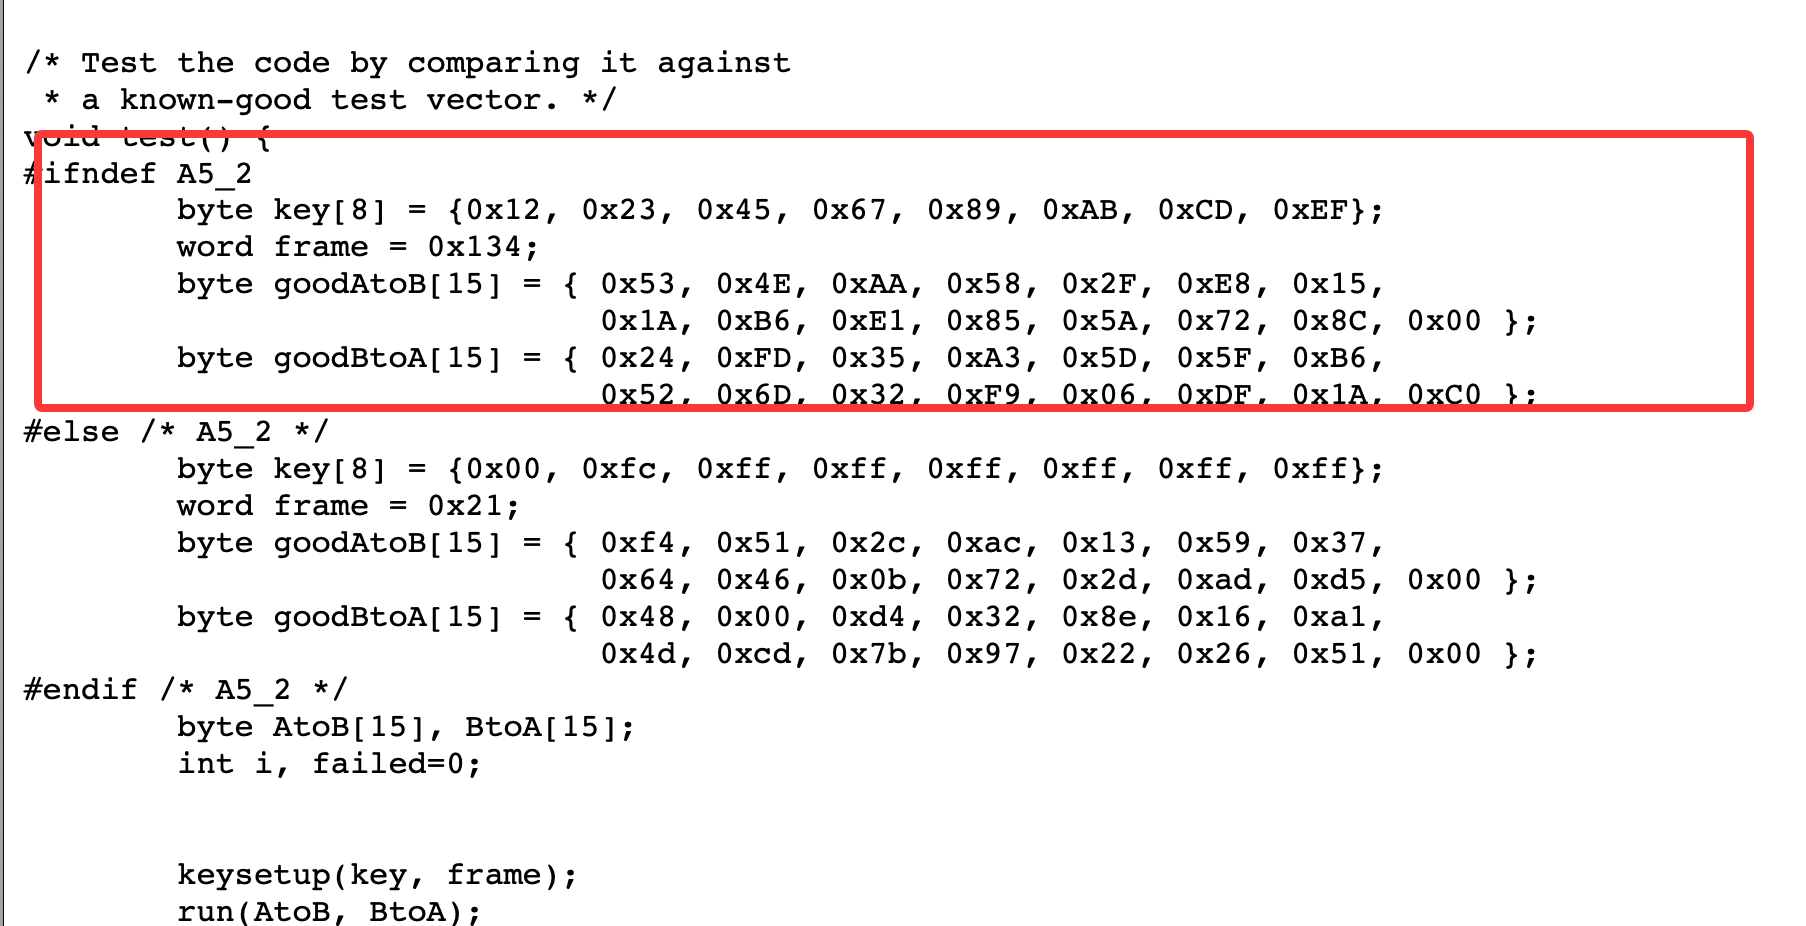 /* Test the code by comparing it against
 * a known-good test vector. */
void test() {
#ifndef A5_2
        byte key[8] = {0x12, 0x23, 0x45, 0x67, 0x89, 0xAB, 0xCD, 0xEF};
        word frame = 0x134;
        byte goodAtoB[15] = { 0x53, 0x4E, 0xAA, 0x58, 0x2F, 0xE8, 0x15,
                              0x1A, 0xB6, 0xE1, 0x85, 0x5A, 0x72, 0x8C, 0x00 };
        byte goodBtoA[15] = { 0x24, 0xFD, 0x35, 0xA3, 0x5D, 0x5F, 0xB6,
                              0x52, 0x6D, 0x32, 0xF9, 0x06, 0xDF, 0x1A, 0xC0 };
#else /* A5_2 */
        byte key[8] = {0x00, 0xfc, 0xff, 0xff, 0xff, 0xff, 0xff, 0xff};
        word frame = 0x21;
        byte goodAtoB[15] = { 0xf4, 0x51, 0x2c, 0xac, 0x13, 0x59, 0x37,
                              0x64, 0x46, 0x0b, 0x72, 0x2d, 0xad, 0xd5, 0x00 };
        byte goodBtoA[15] = { 0x48, 0x00, 0xd4, 0x32, 0x8e, 0x16, 0xa1,
                              0x4d, 0xcd, 0x7b, 0x97, 0x22, 0x26, 0x51, 0x00 };
#endif /* A5_2 */
        byte AtoB[15], BtoA[15];
        int i, failed=0;
        keysetup(key, frame);
        run(AtoB, BtoA);